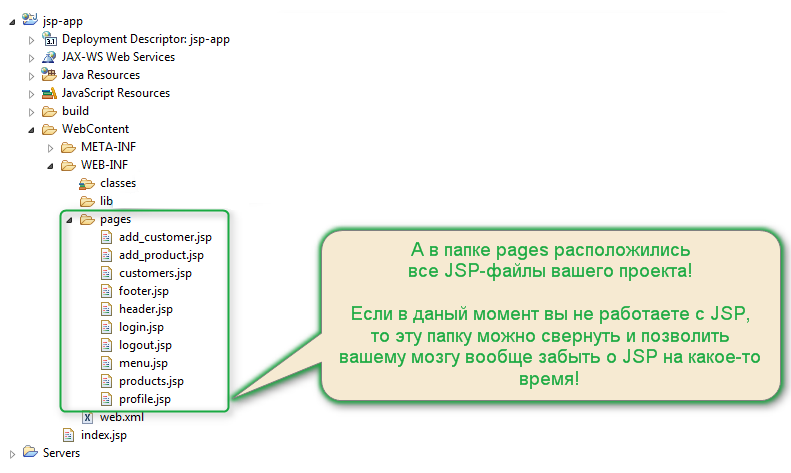 jsp-app
Deployment Descriptor: jsp-app
JAX-WS Web Services
Java Resources
JavaScript Resources
build
WebContent
META-INF
WEB-INF
classes
lib
pages
add_customer.jsp
add_product.jsp
customers.jsp
footer.jsp
header.jsp
login.jsp
logout.jsp
menu.jsp
products.jsp
profile.jsp
web.xml
index.jsp
Servers
А в папке pages расположились
все JSP-файлы вашего проекта!
Если в даный момент вы не работаете с JSP,
то эту папку можно свернуть и позволить
вашему мозгу вообще забыть о JSP на какое-то
время!